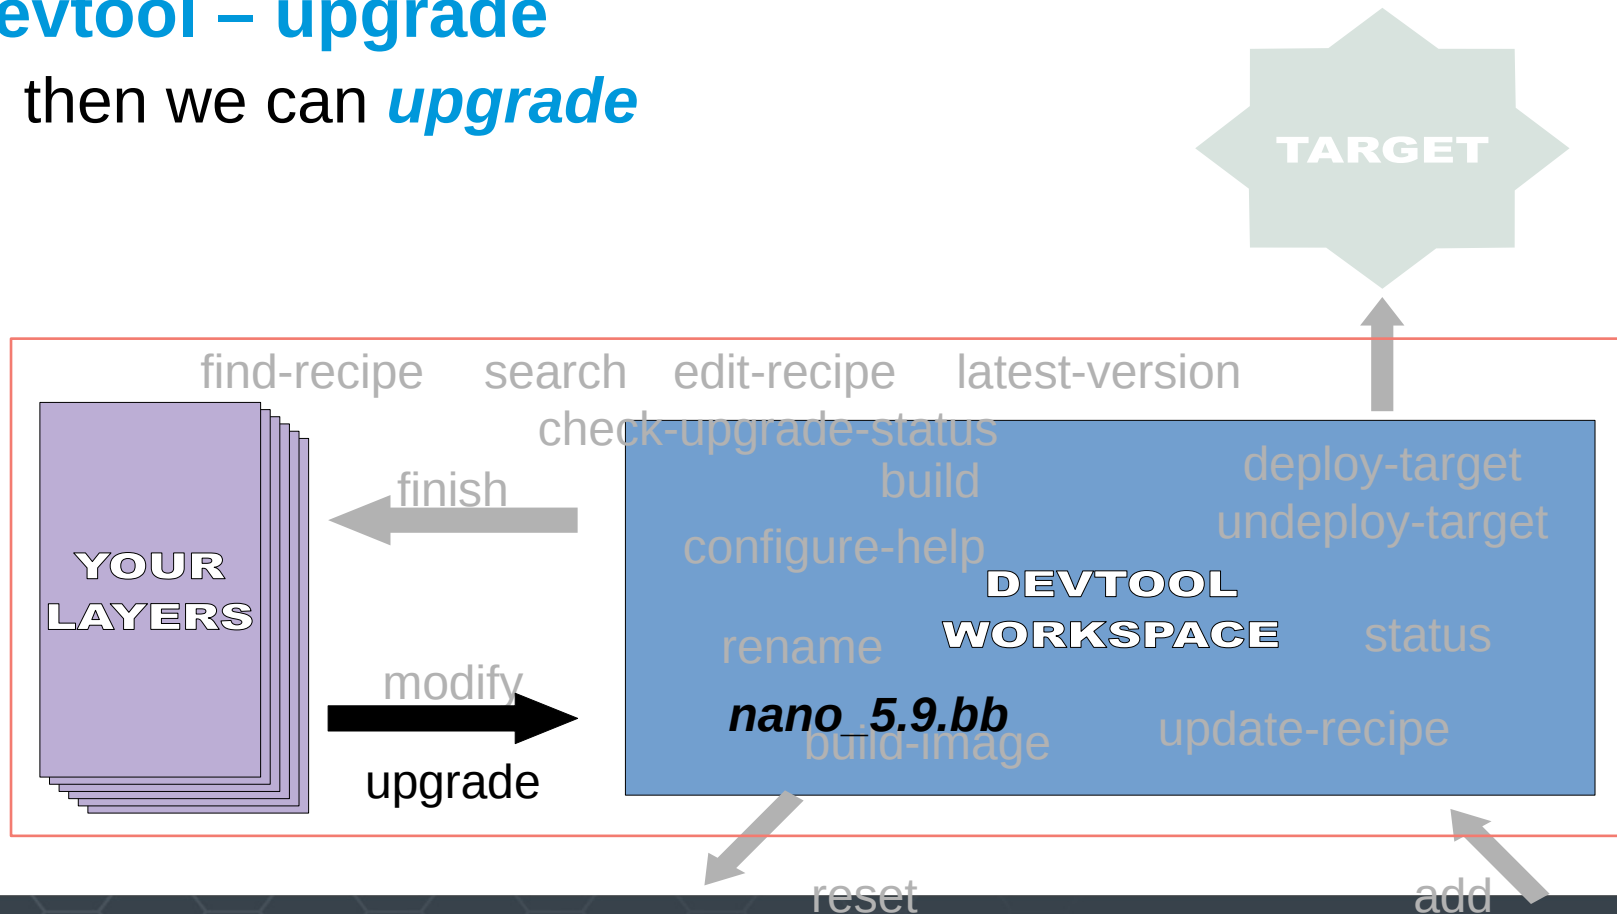 evtool – upgrade
then we can upgrade
TARGET
find-recipe search edit-recipe latest-version
check-upgrade-status
build
deploy-target
finish
undeploy-target
configure-help
YOUR
LAYERS
DEVTOOL
WORKSPACE
rename
status
modify
nano_5.9.bb
build-image
update-recipe
upgrade
reset
add